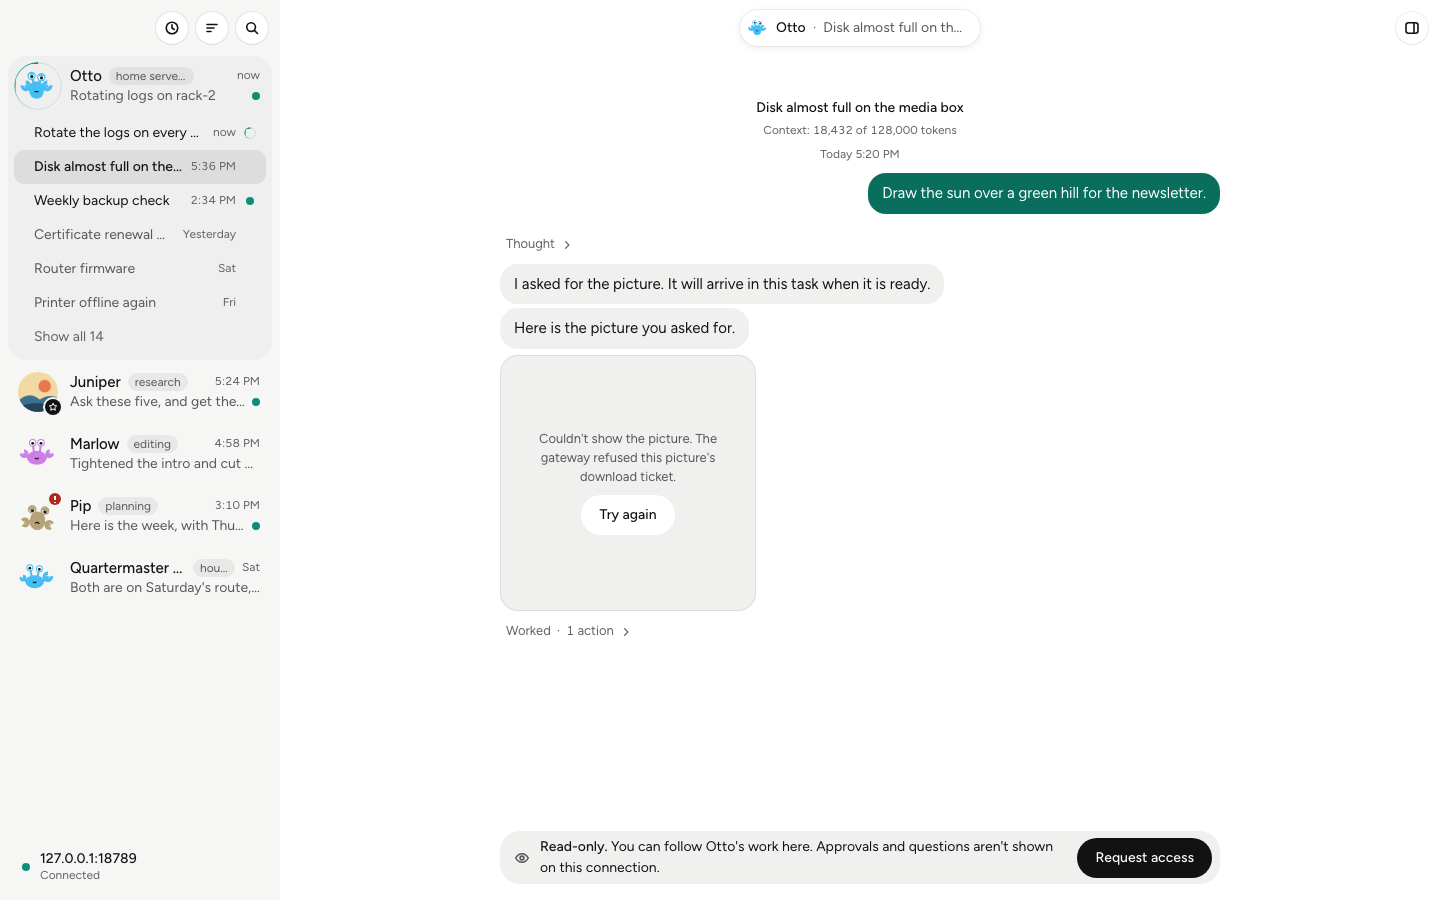 Otto home serve... now
Rotating logs on rack-2
Rotate the logs on every ... now
Disk almost full on the... 5:36 PM
Weekly backup check 2:34 PM
Certificate renewal ... Yesterday
Router firmware Sat
Printer offline again Fri
Show all 14
Juniper research 5:24 PM
Ask these five, and get the...
Marlow editing 4:58 PM
Tightened the intro and cut ...
Pip planning 3:10 PM
Here is the week, with Thu...
Quartermaster ... hou... Sat
Both are on Saturday's route,...
127.0.0.1:18789
Connected
Otto · Disk almost full on th...
Disk almost full on the media box
Context: 18,432 of 128,000 tokens
Today 5:20 PM
Draw the sun over a green hill for the newsletter.
Thought
I asked for the picture. It will arrive in this task when it is ready.
Here is the picture you asked for.
Couldn't show the picture. The
gateway refused this picture's
download ticket.
Try again
Worked · 1 action
Read-only. You can follow Otto's work here. Approvals and questions aren't shown
on this connection.
Request access